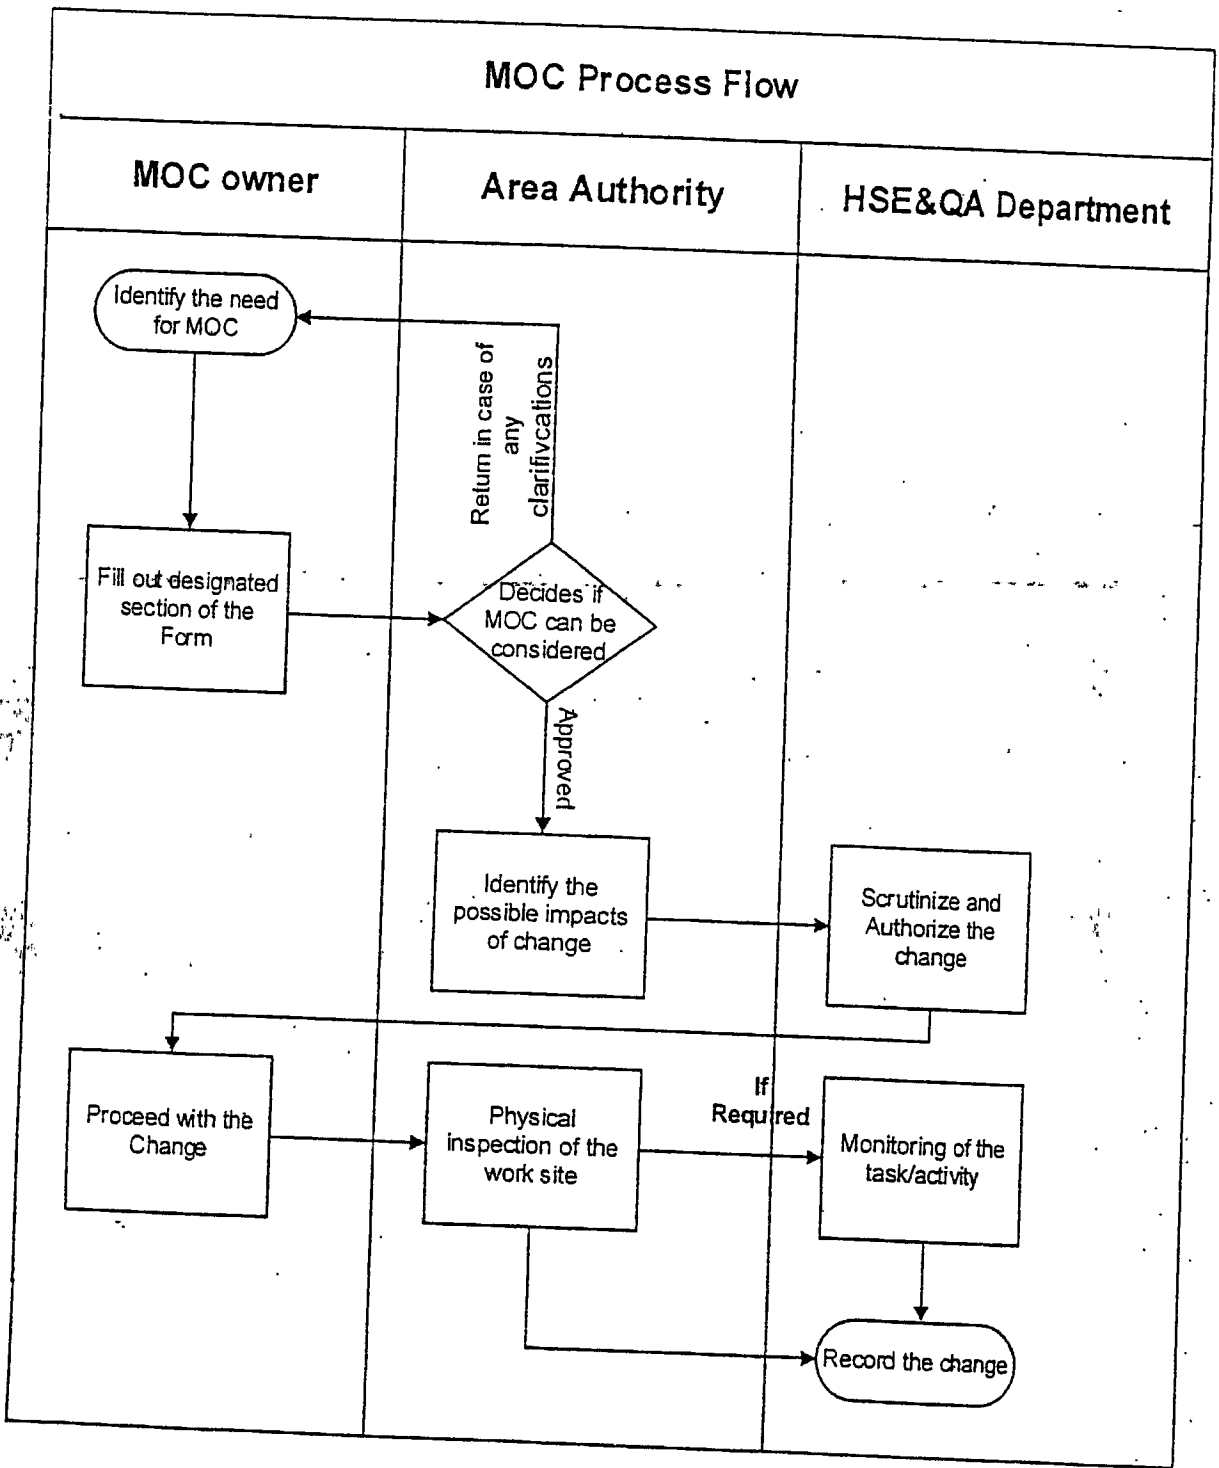 MOC Process Flow
MOC owner
Area Authority
HSE&QA Department
Identify the need
for MOC
Return in case of
any
clarifivcations
Fill out designated
section of the
Form
Decides if
MOC can be
considered
Approved
Identify the
possible impacts
of change
Scrutinize and
Authorize the
change
Proceed with the
Change
Physical
inspection of the
work site
If
Required
Monitoring of the
task/activity
Record the change